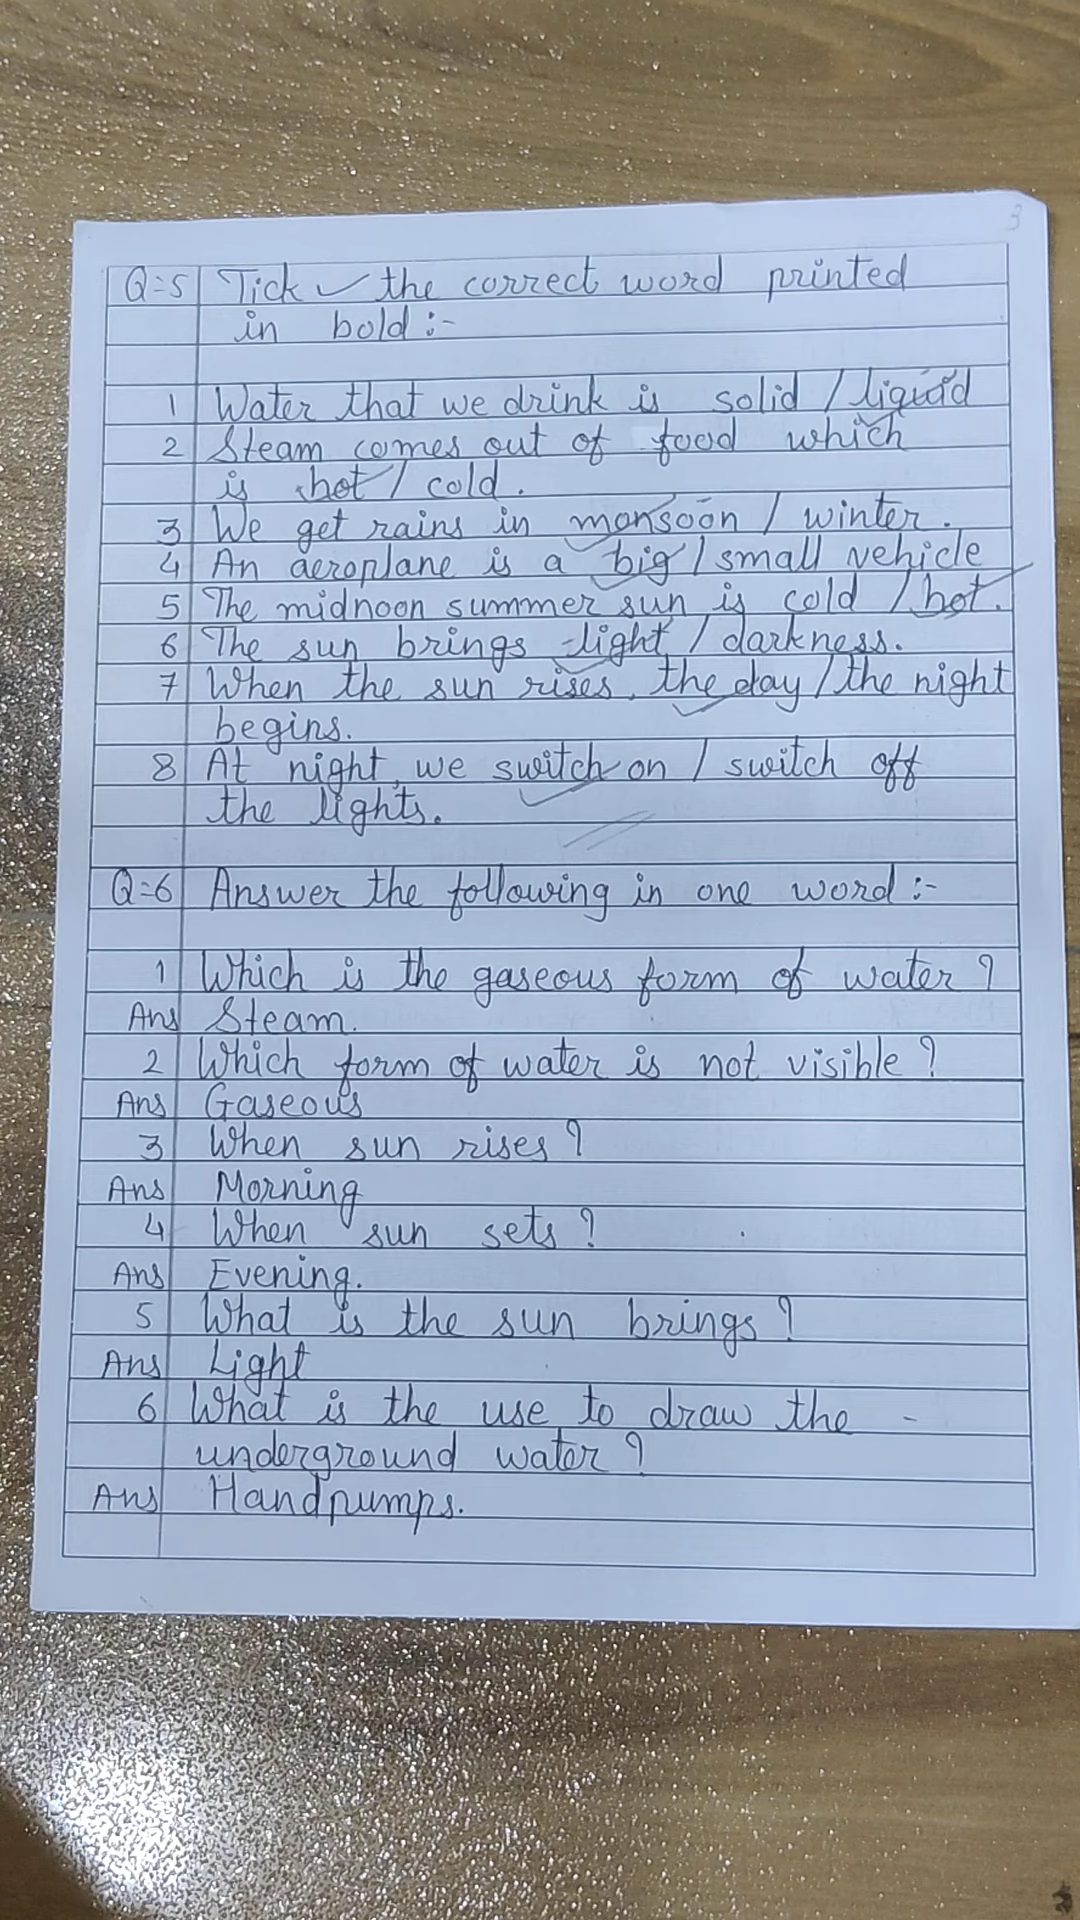 3
Q=5 Tick ✓ the correct word printed
in bold :-
1 Water that we drink is solid / liquid
2 Steam comes out of food which
is hot / cold.
3 We get rains in monsoon / winter.
4 An aeroplane is a big / small vehicle
5 The midnoon summer sun is cold / hot.
6 The sun brings light / darkness.
7 When the sun rises, the day / the night
begins.
8 At night, we switch on / switch off
the lights.
Q=6 Answer the following in one word :-
1 Which is the gaseous form of water ?
Ans Steam.
2 Which form of water is not visible ?
Ans Gaseous
3 When sun rises ?
Ans Morning
4 When sun sets ?
Ans Evening.
5 What is the sun brings ?
Ans Light
6 What is the use to draw the -
underground water ?
Ans Handpumps.